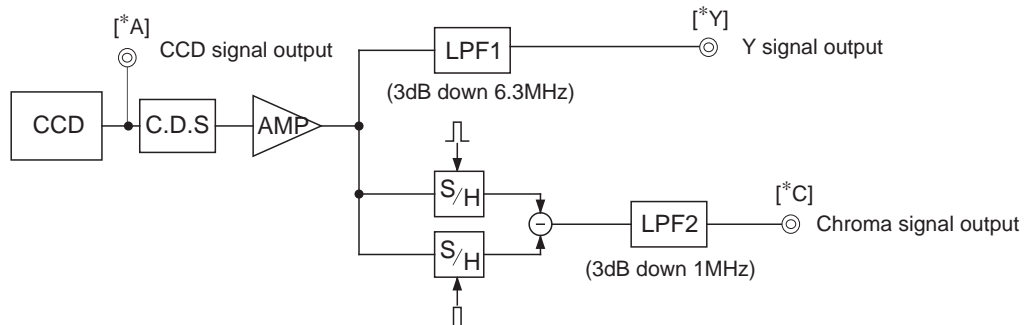 [*A]
CCD signal output
[*Y]
Y signal output
LPF1
(3dB down 6.3MHz)
CCD
C.D.S
AMP
S/H
[*C]
Chroma signal output
LPF2
(3dB down 1MHz)
S/H
−